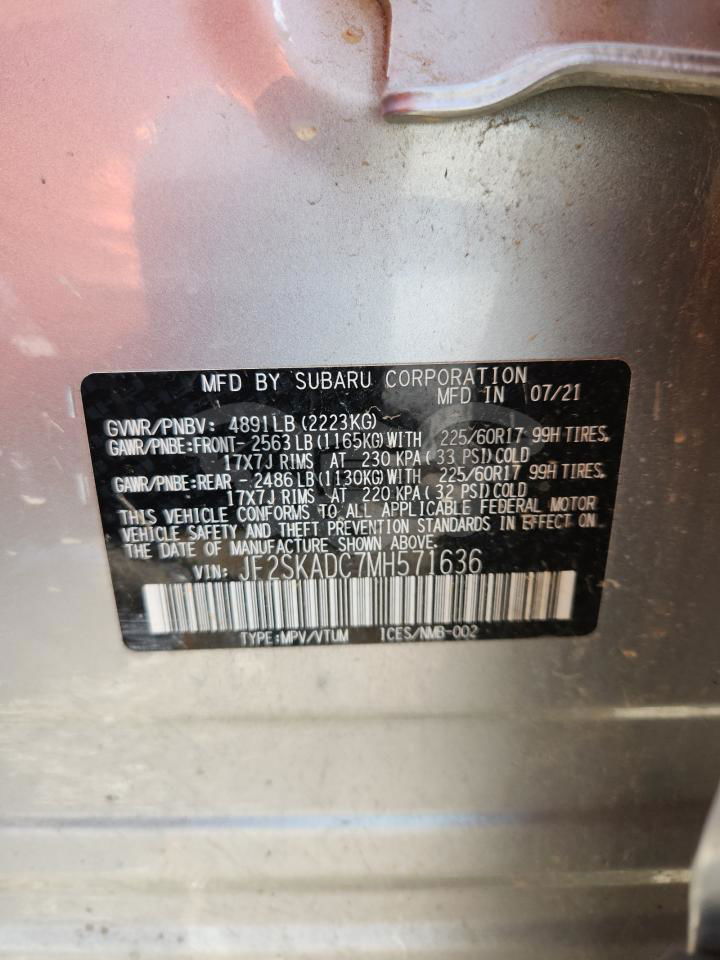 MFD BY SUBARU CORPORATION
MFD IN 07/21
GVWR/PNBV: 4891LB (2223KG)
GAWR/PNBE:FRONT- 2563LB(1165KG)WITH 225/60R17 99H TIRES,
17X7J RIMS AT 230 KPA(33 PSI)COLD
GAWR/PNBE:REAR - 2486LB(1130KG)WITH 225/60R17 99H TIRES,
17X7J RIMS AT 220 KPA(32 PSI)COLD
THIS VEHICLE CONFORMS TO ALL APPLICABLE FEDERAL MOTOR
VEHICLE SAFETY AND THEFT PREVENTION STANDARDS IN EFFECT ON
THE DATE OF MANUFACTURE SHOWN ABOVE.
VIN: JF2SKADC7MH571636
TYPE:MPV/VTUM ICES/NMB-002